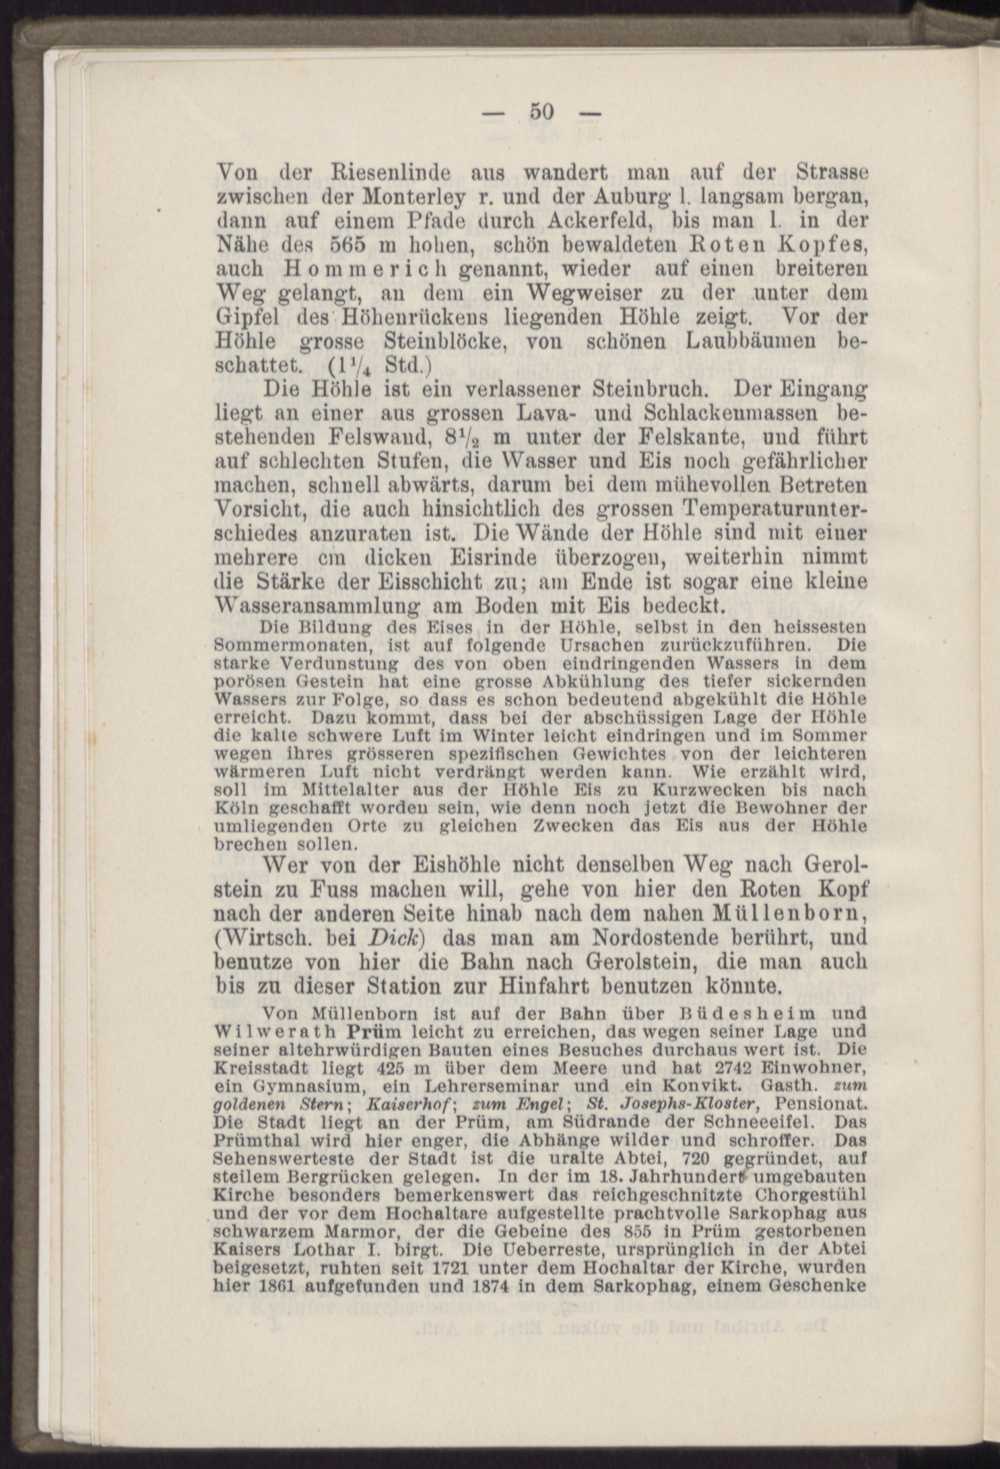 — 50 —
Von der Riesenlinde aus wandert man auf der Strasse
zwischen der Monterley r. und der Auburg l. langsam bergan,
dann auf einem Pfade durch Ackerfeld, bis man l. in der
Nähe des 565 m hohen, schön bewaldeten Roten Kopfes,
auch Hommerich genannt, wieder auf einen breiteren
Weg gelangt, an dem ein Wegweiser zu der unter dem
Gipfel des Höhenrückens liegenden Höhle zeigt. Vor der
Höhle grosse Steinblöcke, von schönen Laubbäumen be-
schattet. (1¼ Std.)
Die Höhle ist ein verlassener Steinbruch. Der Eingang
liegt an einer aus grossen Lava- und Schlackenmassen be-
stehenden Felswand, 8½ m unter der Felskante, und führt
auf schlechten Stufen, die Wasser und Eis noch gefährlicher
machen, schnell abwärts, darum bei dem mühevollen Betreten
Vorsicht, die auch hinsichtlich des grossen Temperaturunter-
schiedes anzuraten ist. Die Wände der Höhle sind mit einer
mehrere cm dicken Eisrinde überzogen, weiterhin nimmt
die Stärke der Eisschicht zu; am Ende ist sogar eine kleine
Wasseransammlung am Boden mit Eis bedeckt.
Die Bildung des Eises in der Höhle, selbst in den heissesten
Sommermonaten, ist auf folgende Ursachen zurückzuführen. Die
starke Verdunstung des von oben eindringenden Wassers in dem
porösen Gestein hat eine grosse Abkühlung des tiefer sickernden
Wassers zur Folge, so dass es schon bedeutend abgekühlt die Höhle
erreicht. Dazu kommt, dass bei der abschüssigen Lage der Höhle
die kalte schwere Luft im Winter leicht eindringen und im Sommer
wegen ihres grösseren spezifischen Gewichtes von der leichteren
wärmeren Luft nicht verdrängt werden kann. Wie erzählt wird,
soll im Mittelalter aus der Höhle Eis zu Kurzwecken bis nach
Köln geschafft worden sein, wie denn noch jetzt die Bewohner der
umliegenden Orte zu gleichen Zwecken das Eis aus der Höhle
brechen sollen.
Wer von der Eishöhle nicht denselben Weg nach Gerol-
stein zu Fuss machen will, gehe von hier den Roten Kopf
nach der anderen Seite hinab nach dem nahen Müllenborn,
(Wirtsch. bei Dick) das man am Nordostende berührt, und
benutze von hier die Bahn nach Gerolstein, die man auch
bis zu dieser Station zur Hinfahrt benutzen könnte.
Von Müllenborn ist auf der Bahn über Büdesheim und
Wilwerath Prüm leicht zu erreichen, das wegen seiner Lage und
seiner altehrwürdigen Bauten eines Besuches durchaus wert ist. Die
Kreisstadt liegt 425 m über dem Meere und hat 2742 Einwohner,
ein Gymnasium, ein Lehrerseminar und ein Konvikt. Gasth. zum
goldenen Stern; Kaiserhof; zum Engel; St. Josephs-Kloster, Pensionat.
Die Stadt liegt an der Prüm, am Südrande der Schneeeifel. Das
Prümthal wird hier enger, die Abhänge wilder und schroffer. Das
Sehenswerteste der Stadt ist die uralte Abtei, 720 gegründet, auf
steilem Bergrücken gelegen. In der im 18. Jahrhundert umgebauten
Kirche besonders bemerkenswert das reichgeschnitzte Chorgestühl
und der vor dem Hochaltare aufgestellte prachtvolle Sarkophag aus
schwarzem Marmor, der die Gebeine des 855 in Prüm gestorbenen
Kaisers Lothar I. birgt. Die Ueberreste, ursprünglich in der Abtei
beigesetzt, ruhten seit 1721 unter dem Hochaltar der Kirche, wurden
hier 1861 aufgefunden und 1874 in dem Sarkophag, einem Geschenke